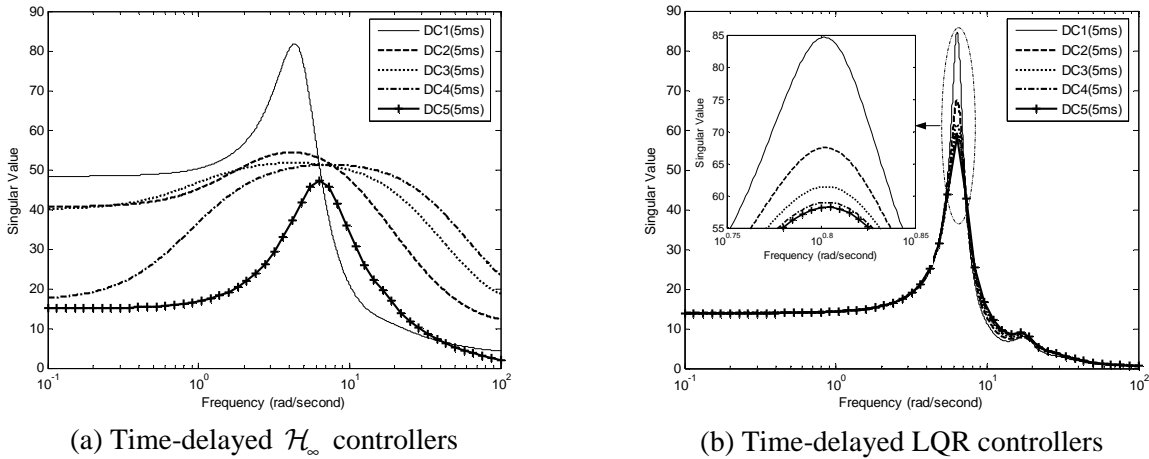 90
80
70
60
50
40
30
20
10
0
Singular Value
10^-1
10^0
10^1
10^2
Frequency (rad/second)
DC1(5ms)
DC2(5ms)
DC3(5ms)
DC4(5ms)
DC5(5ms)
(a) Time-delayed ℋ∞ controllers
90
80
70
60
50
40
30
20
10
0
Singular Value
10^-1
10^0
10^1
10^2
Frequency (rad/second)
DC1(5ms)
DC2(5ms)
DC3(5ms)
DC4(5ms)
DC5(5ms)
85
80
75
70
65
60
55
Singular Value
10^0.75
10^0.8
10^0.85
Frequency (rad/second)
(b) Time-delayed LQR controllers